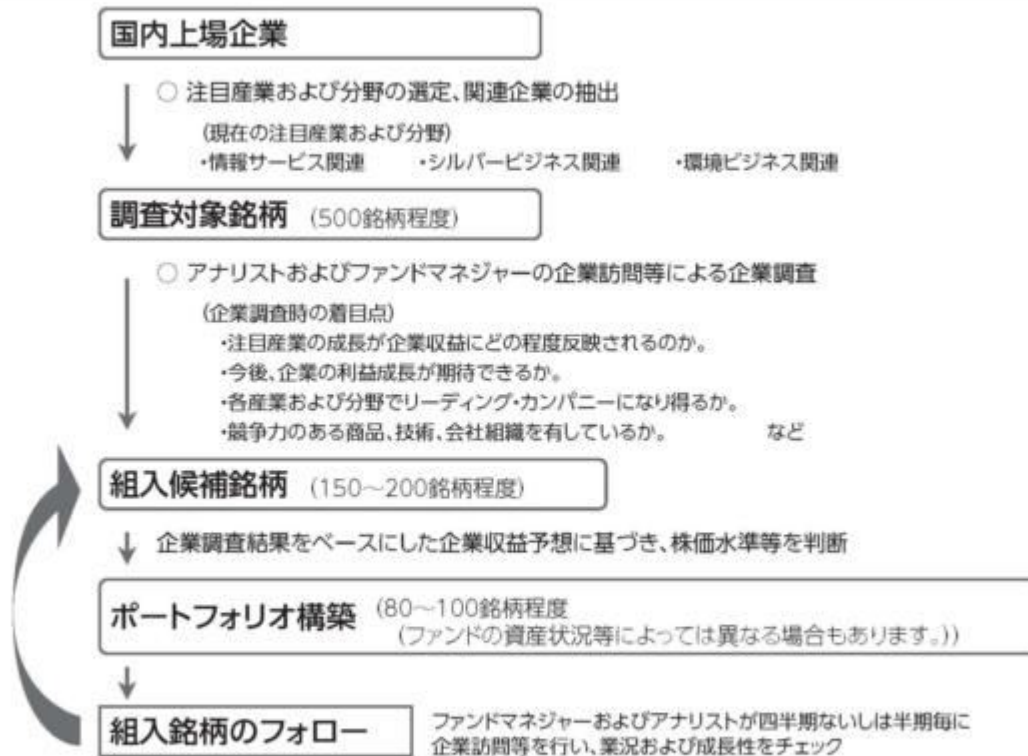 国内上場企業
○ 注目産業および分野の選定、関連企業の抽出
(現在の注目産業および分野)
・情報サービス関連 ・シルバービジネス関連 ・環境ビジネス関連
調査対象銘柄 (500銘柄程度)
○ アナリストおよびファンドマネジャーの企業訪問等による企業調査
(企業調査時の着目点)
・注目産業の成長が企業収益にどの程度反映されるのか。
・今後、企業の利益成長が期待できるか。
・各産業および分野でリーディング・カンパニーになり得るか。
・競争力のある商品、技術、会社組織を有しているか。 など
組入候補銘柄 (150~200銘柄程度)
企業調査結果をベースにした企業収益予想に基づき、株価水準等を判断
ポートフォリオ構築 (80~100銘柄程度
(ファンドの資産状況等によっては異なる場合もあります。))
組入銘柄のフォロー ファンドマネジャーおよびアナリストが四半期ないしは半期毎に
企業訪問等を行い、業況および成長性をチェック